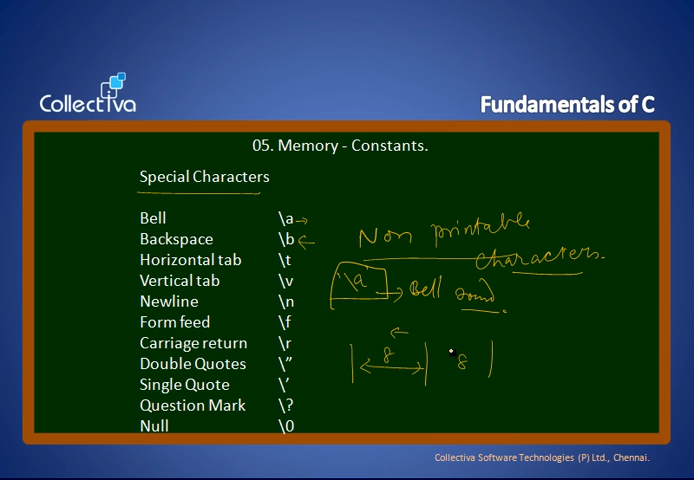 Collectiva
Fundamentals of C
05. Memory - Constants.
Special Characters
Bell \a
Backspace \b
Horizontal tab \t
Vertical tab \v
Newline \n
Form feed \f
Carriage return \r
Double Quotes \”
Single Quote \’
Question Mark \?
Null \0
Non printable
characters.
'\a' → Bell sound.
8 8
Collectiva Software Technologies (P) Ltd., Chennai.